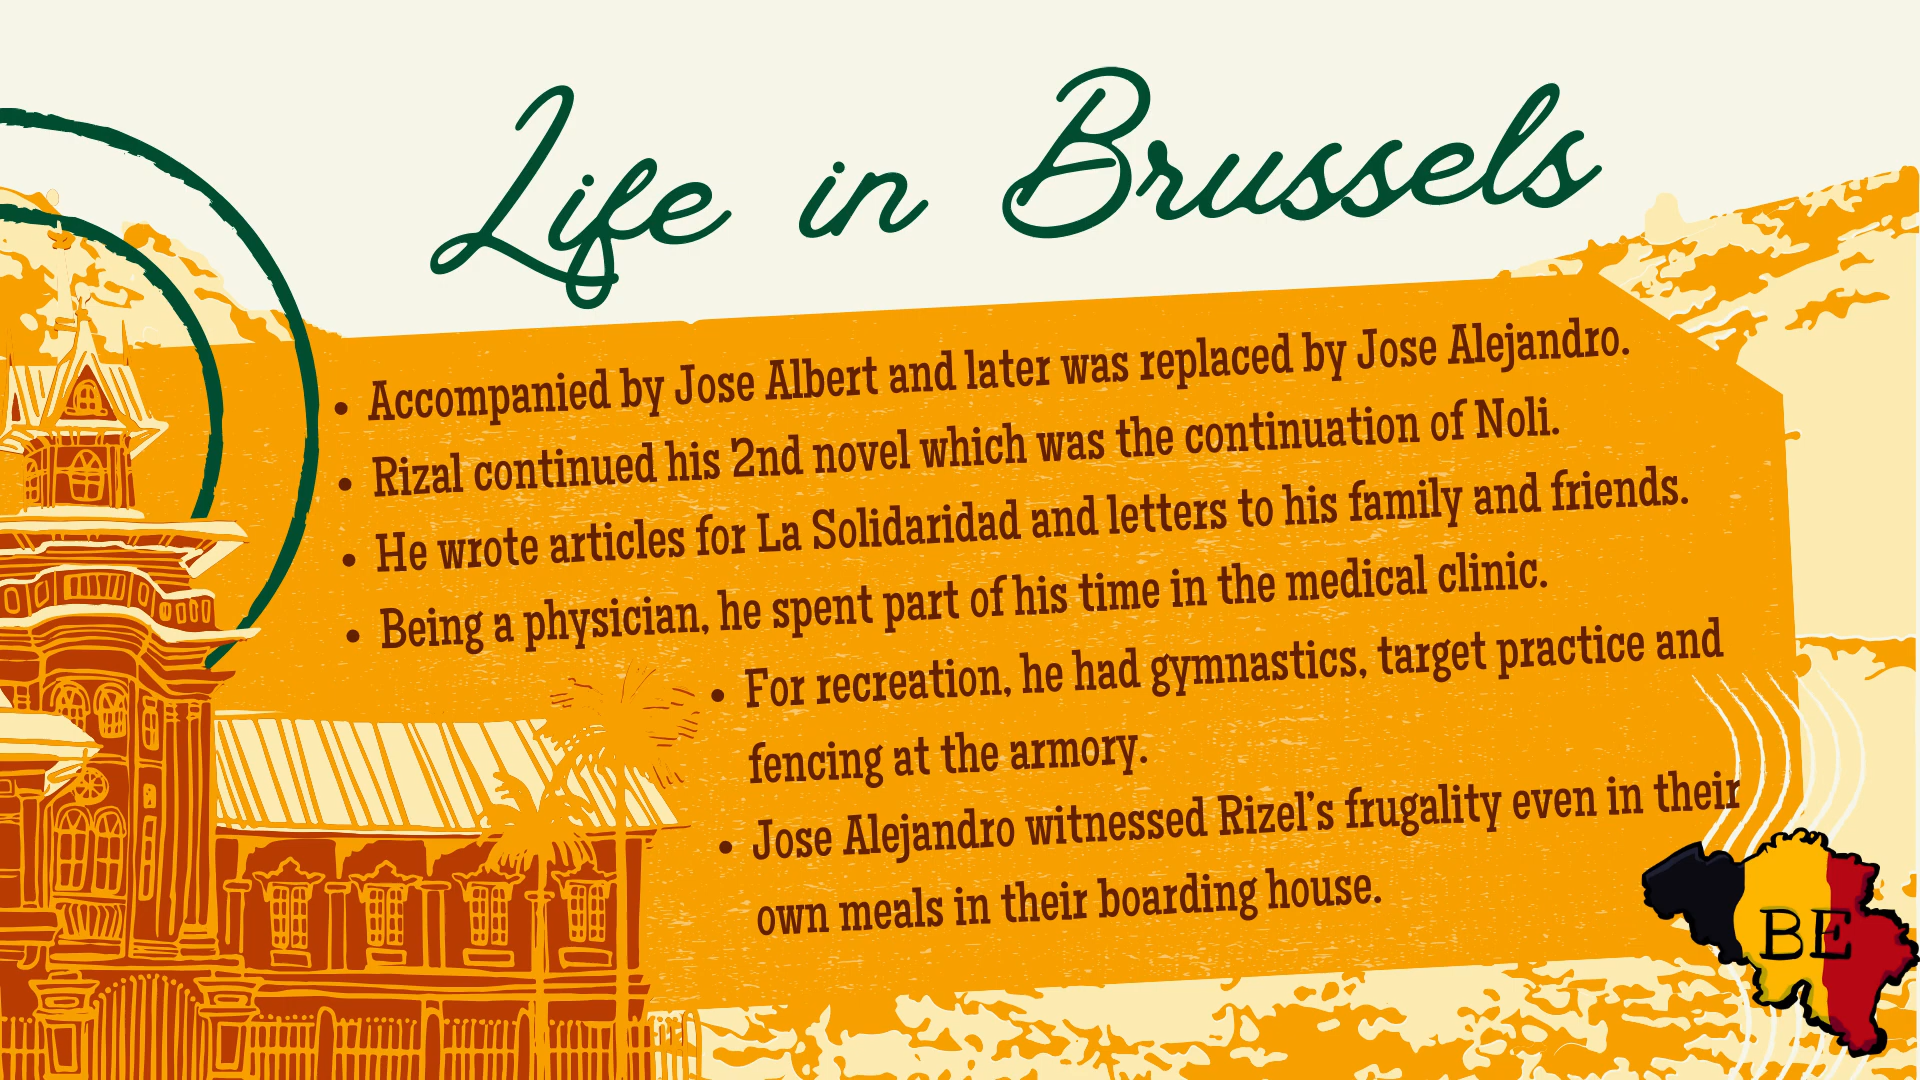 Life in Brussels
• Accompanied by Jose Albert and later was replaced by Jose Alejandro.
• Rizal continued his 2nd novel which was the continuation of Noli.
• He wrote articles for La Solidaridad and letters to his family and friends.
• Being a physician, he spent part of his time in the medical clinic.
• For recreation, he had gymnastics, target practice and
fencing at the armory.
• Jose Alejandro witnessed Rizel's frugality even in their
own meals in their boarding house.
BE